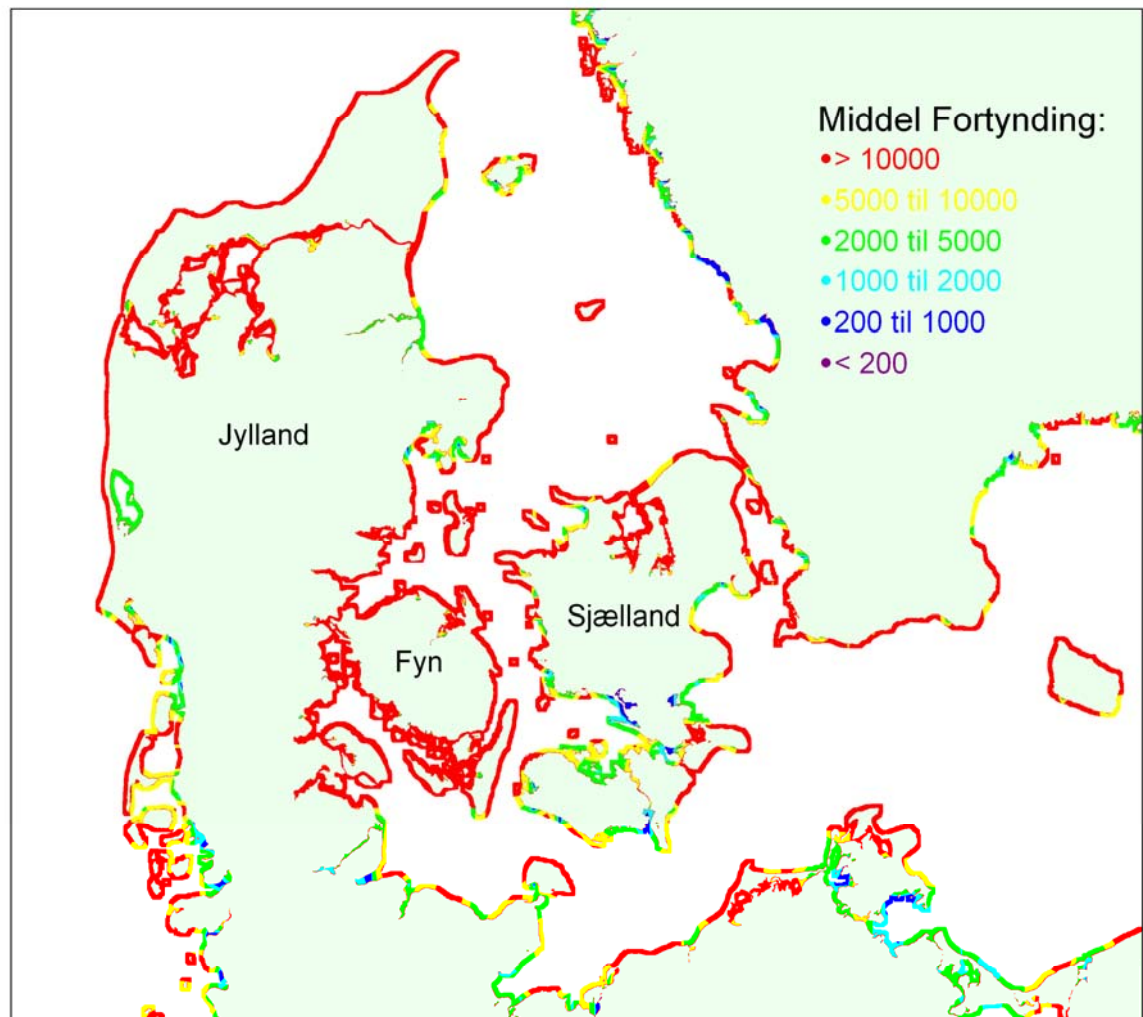 Middel Fortynding:
•> 10000
•5000 til 10000
•2000 til 5000
•1000 til 2000
•200 til 1000
•< 200
Jylland
Sjælland
Fyn